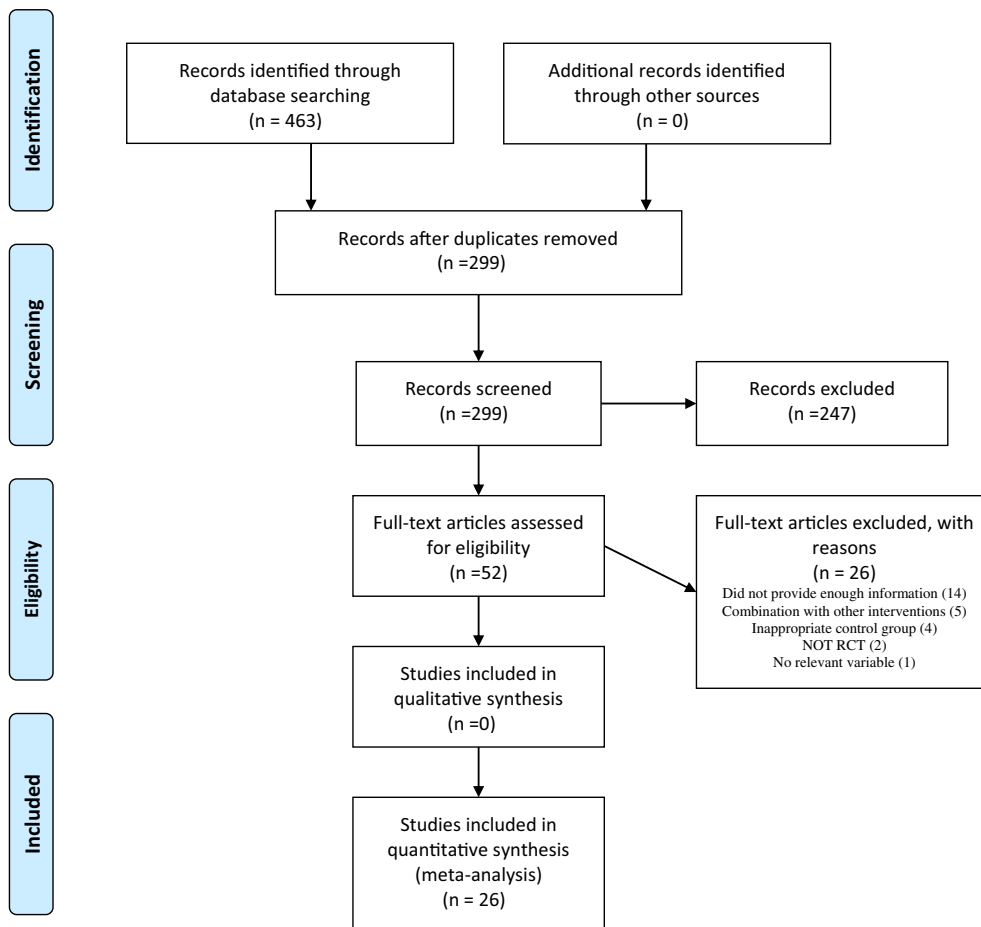 Identification
Records identified through
database searching
(n = 463)
Additional records identified
through other sources
(n = 0)
Records after duplicates removed
(n =299)
Screening
Records screened
(n =299)
Records excluded
(n =247)
Eligibility
Full-text articles assessed
for eligibility
(n =52)
Full-text articles excluded, with
reasons
(n = 26)
Did not provide enough information (14)
Combination with other interventions (5)
Inappropriate control group (4)
NOT RCT (2)
No relevant variable (1)
Studies included in
qualitative synthesis
(n =0)
Included
Studies included in
quantitative synthesis
(meta-analysis)
(n = 26)